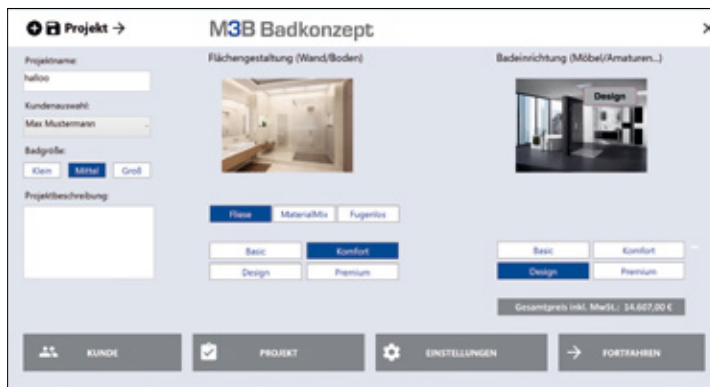 Projekt
M3B Badkonzept
Projektname:
halloo
Kundenauswahl:
Max Mustermann
Badgröße:
Klein Mittel Groß
Projektbeschreibung:
Flächengestaltung (Wand/Boden)
Fliese MaterialMix Fugenlos
Basic Komfort
Design Premium
Badeinrichtung (Möbel/Amaturen...)
Design
Basic Komfort
Design Premium
Gesamtpreis inkl. MwSt.: 14.607,00 €
KUNDE PROJEKT EINSTELLUNGEN FORTFAHREN